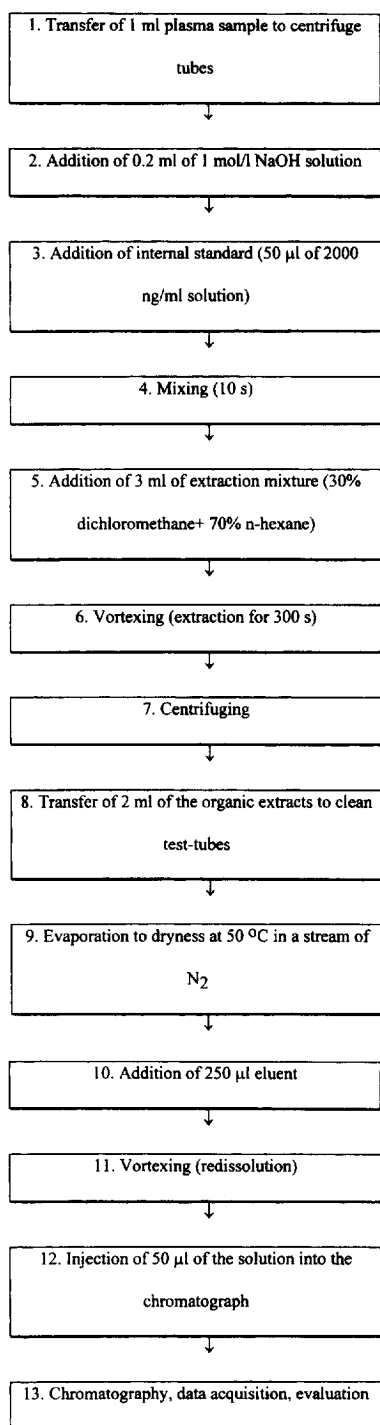 1. Transfer of 1 ml plasma sample to centrifuge
tubes
↓
2. Addition of 0.2 ml of 1 mol/l NaOH solution
↓
3. Addition of internal standard (50 µl of 2000
ng/ml solution)
↓
4. Mixing (10 s)
↓
5. Addition of 3 ml of extraction mixture (30%
dichloromethane+ 70% n-hexane)
↓
6. Vortexing (extraction for 300 s)
↓
7. Centrifuging
↓
8. Transfer of 2 ml of the organic extracts to clean
test-tubes
↓
9. Evaporation to dryness at 50 °C in a stream of
N2
↓
10. Addition of 250 µl eluent
↓
11. Vortexing (redissolution)
↓
12. Injection of 50 µl of the solution into the
chromatograph
↓
13. Chromatography, data acquisition, evaluation